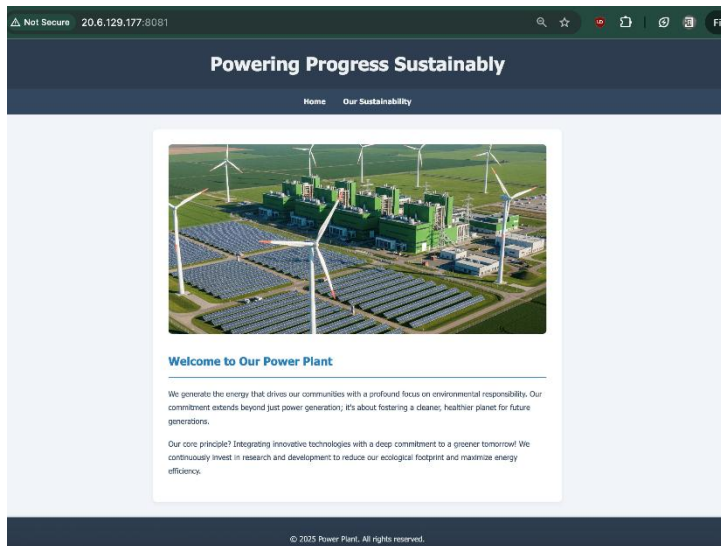 Not Secure 20.6.129.177:8081
Powering Progress Sustainably
Home Our Sustainability
Welcome to Our Power Plant
We generate the energy that drives our communities with a profound focus on environmental responsibility. Our
commitment extends beyond just power generation; it's about fostering a cleaner, healthier planet for future
generations.
Our core principle? Integrating innovative technologies with a deep commitment to a greener tomorrow! We
continuously invest in research and development to reduce our ecological footprint and maximize energy
efficiency.
© 2025 Power Plant. All rights reserved.